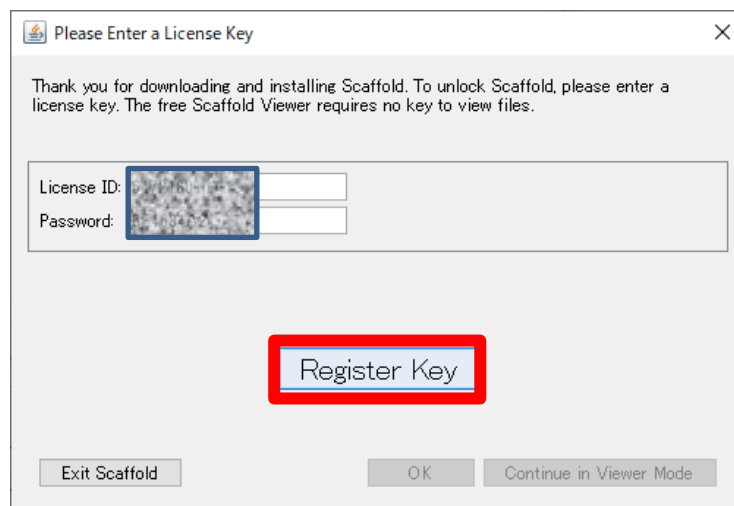 Please Enter a License Key
Thank you for downloading and installing Scaffold. To unlock Scaffold, please enter a
license key. The free Scaffold Viewer requires no key to view files.
License ID:
Password:
Register Key
Exit Scaffold
OK
Continue in Viewer Mode